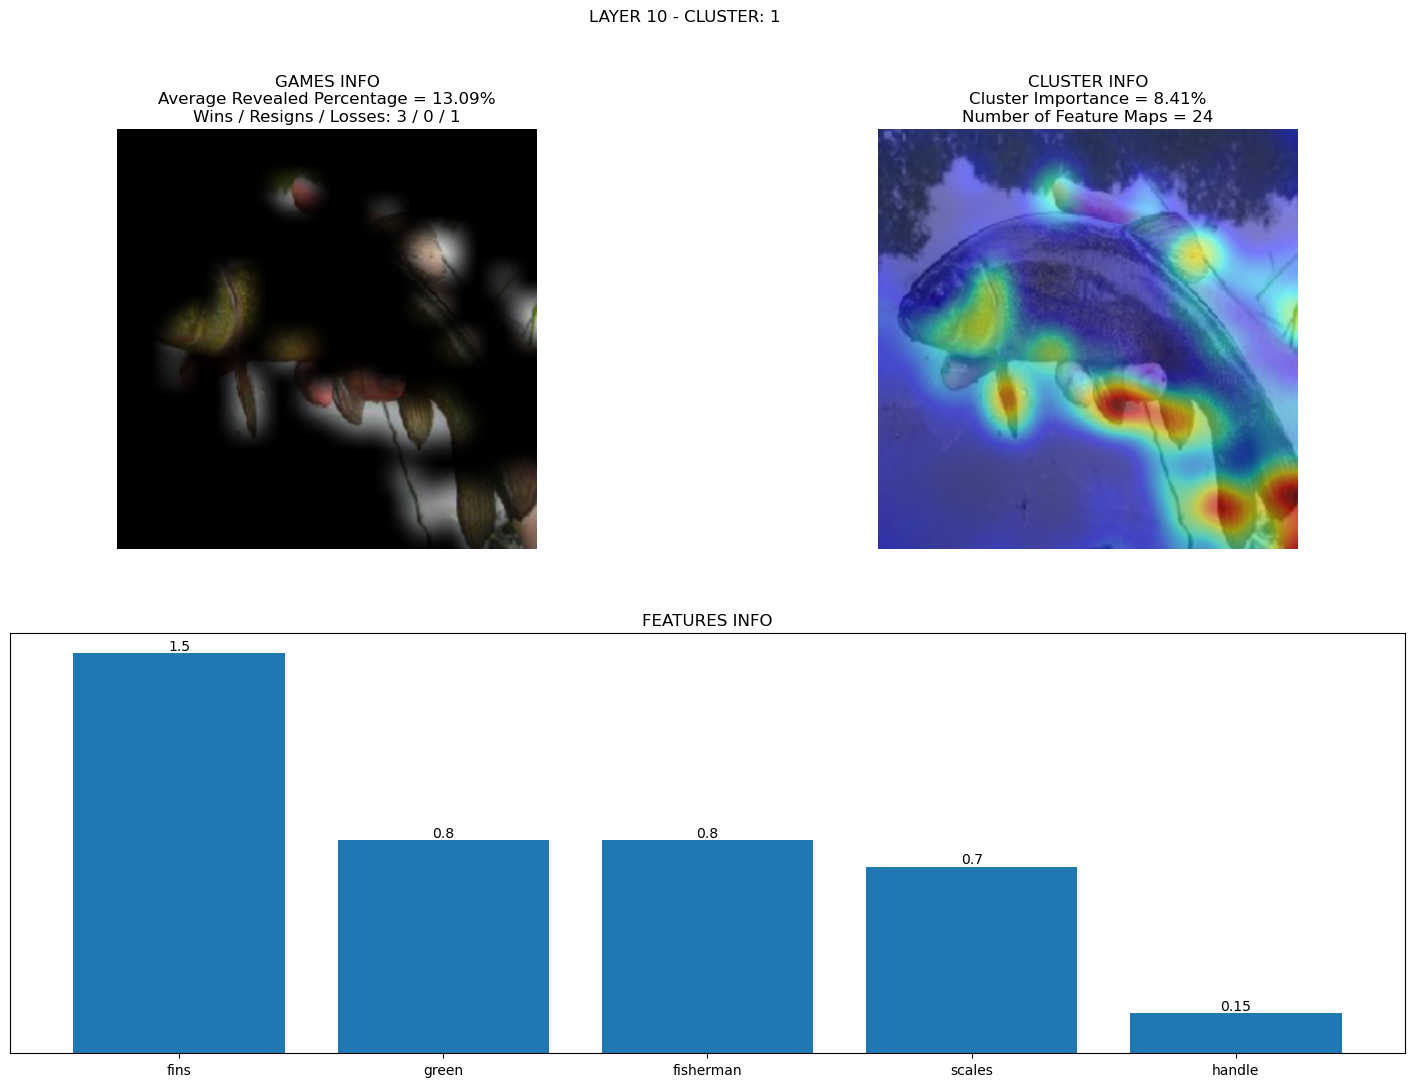 LAYER 10 - CLUSTER: 1
GAMES INFO
Average Revealed Percentage = 13.09%
Wins / Resigns / Losses: 3 / 0 / 1
CLUSTER INFO
Cluster Importance = 8.41%
Number of Feature Maps = 24
FEATURES INFO
1.5
0.8
0.8
0.7
0.15
fins
green
fisherman
scales
handle